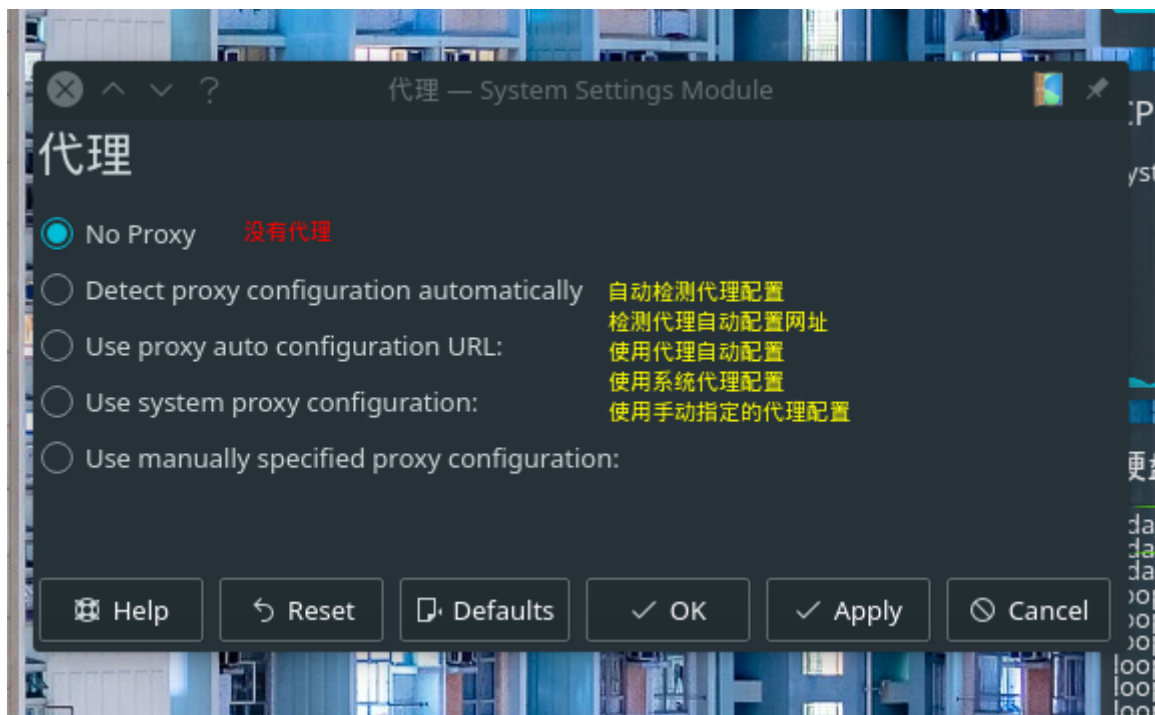 代理 — System Settings Module
代理
No Proxy 没有代理
Detect proxy configuration automatically 自动检测代理配置
检测代理自动配置网址
Use proxy auto configuration URL: 使用代理自动配置
使用系统代理配置
Use system proxy configuration: 使用手动指定的代理配置
Use manually specified proxy configuration:
Help Reset Defaults OK Apply Cancel